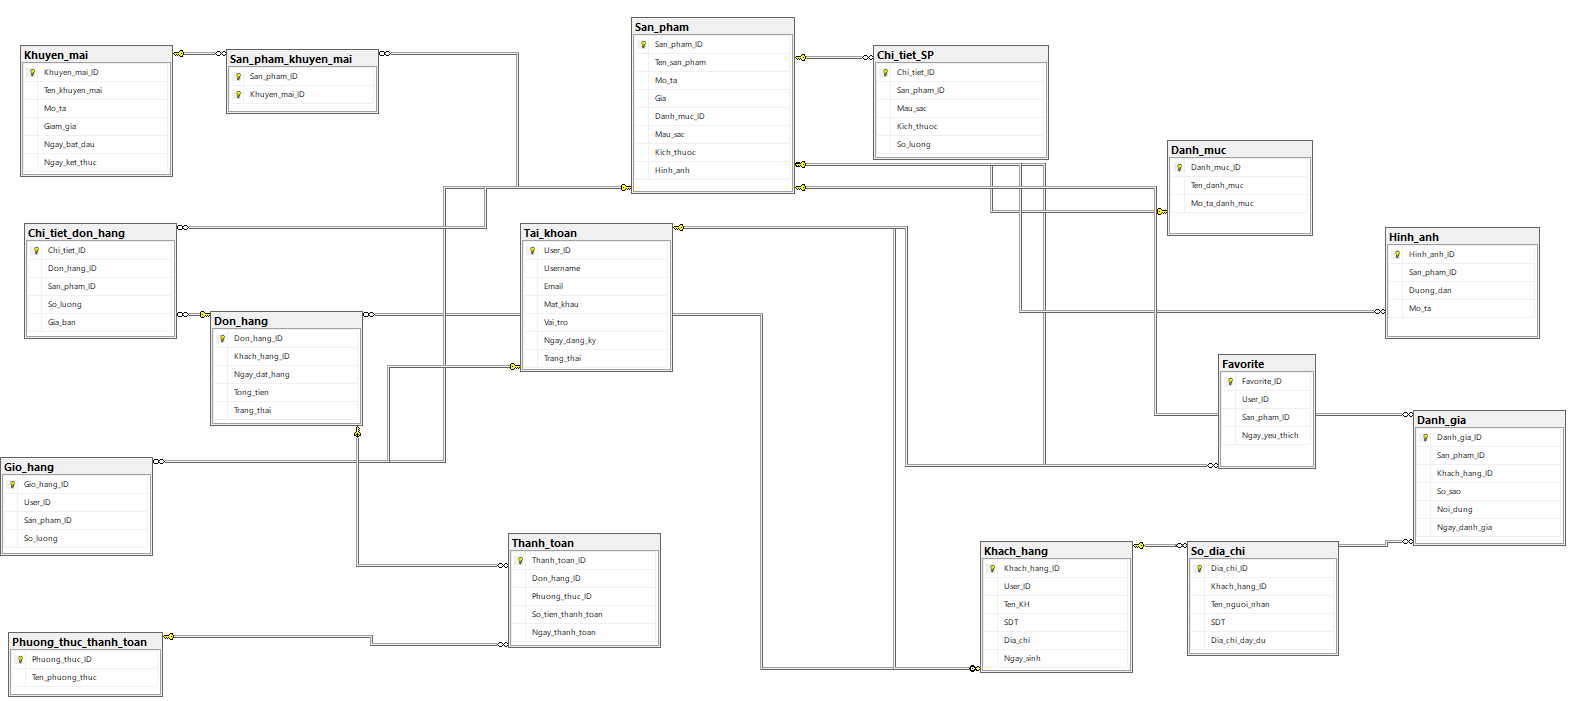 Khuyen_mai
Khuyen_mai_ID
Ten_khuyen_mai
Mo_ta
Giam_gia
Ngay_bat_dau
Ngay_ket_thuc
San_pham_khuyen_mai
San_pham_ID
Khuyen_mai_ID
San_pham
San_pham_ID
Ten_san_pham
Mo_ta
Gia
Danh_muc_ID
Mau_sac
Kich_thuoc
Hinh_anh
Chi_tiet_SP
Chi_tiet_ID
San_pham_ID
Mau_sac
Kich_thuoc
So_luong
Danh_muc
Danh_muc_ID
Ten_danh_muc
Mo_ta_danh_muc
Chi_tiet_don_hang
Chi_tiet_ID
Don_hang_ID
San_pham_ID
So_luong
Gia_ban
Don_hang
Don_hang_ID
Khach_hang_ID
Ngay_dat_hang
Tong_tien
Trang_thai
Tai_khoan
User_ID
Username
Email
Mat_khau
Vai_tro
Ngay_dang_ky
Trang_thai
Hinh_anh
Hinh_anh_ID
San_pham_ID
Duong_dan
Mo_ta
Favorite
Favorite_ID
User_ID
San_pham_ID
Ngay_yeu_thich
Danh_gia
Danh_gia_ID
San_pham_ID
Khach_hang_ID
So_sao
Noi_dung
Ngay_danh_gia
Gio_hang
Gio_hang_ID
User_ID
San_pham_ID
So_luong
Thanh_toan
Thanh_toan_ID
Don_hang_ID
Phuong_thuc_ID
So_tien_thanh_toan
Ngay_thanh_toan
Khach_hang
Khach_hang_ID
User_ID
Ten_KH
SDT
Dia_chi
Ngay_sinh
So_dia_chi
Dia_chi_ID
Khach_hang_ID
Ten_nguoi_nhan
SDT
Dia_chi_day_du
Phuong_thuc_thanh_toan
Phuong_thuc_ID
Ten_phuong_thuc